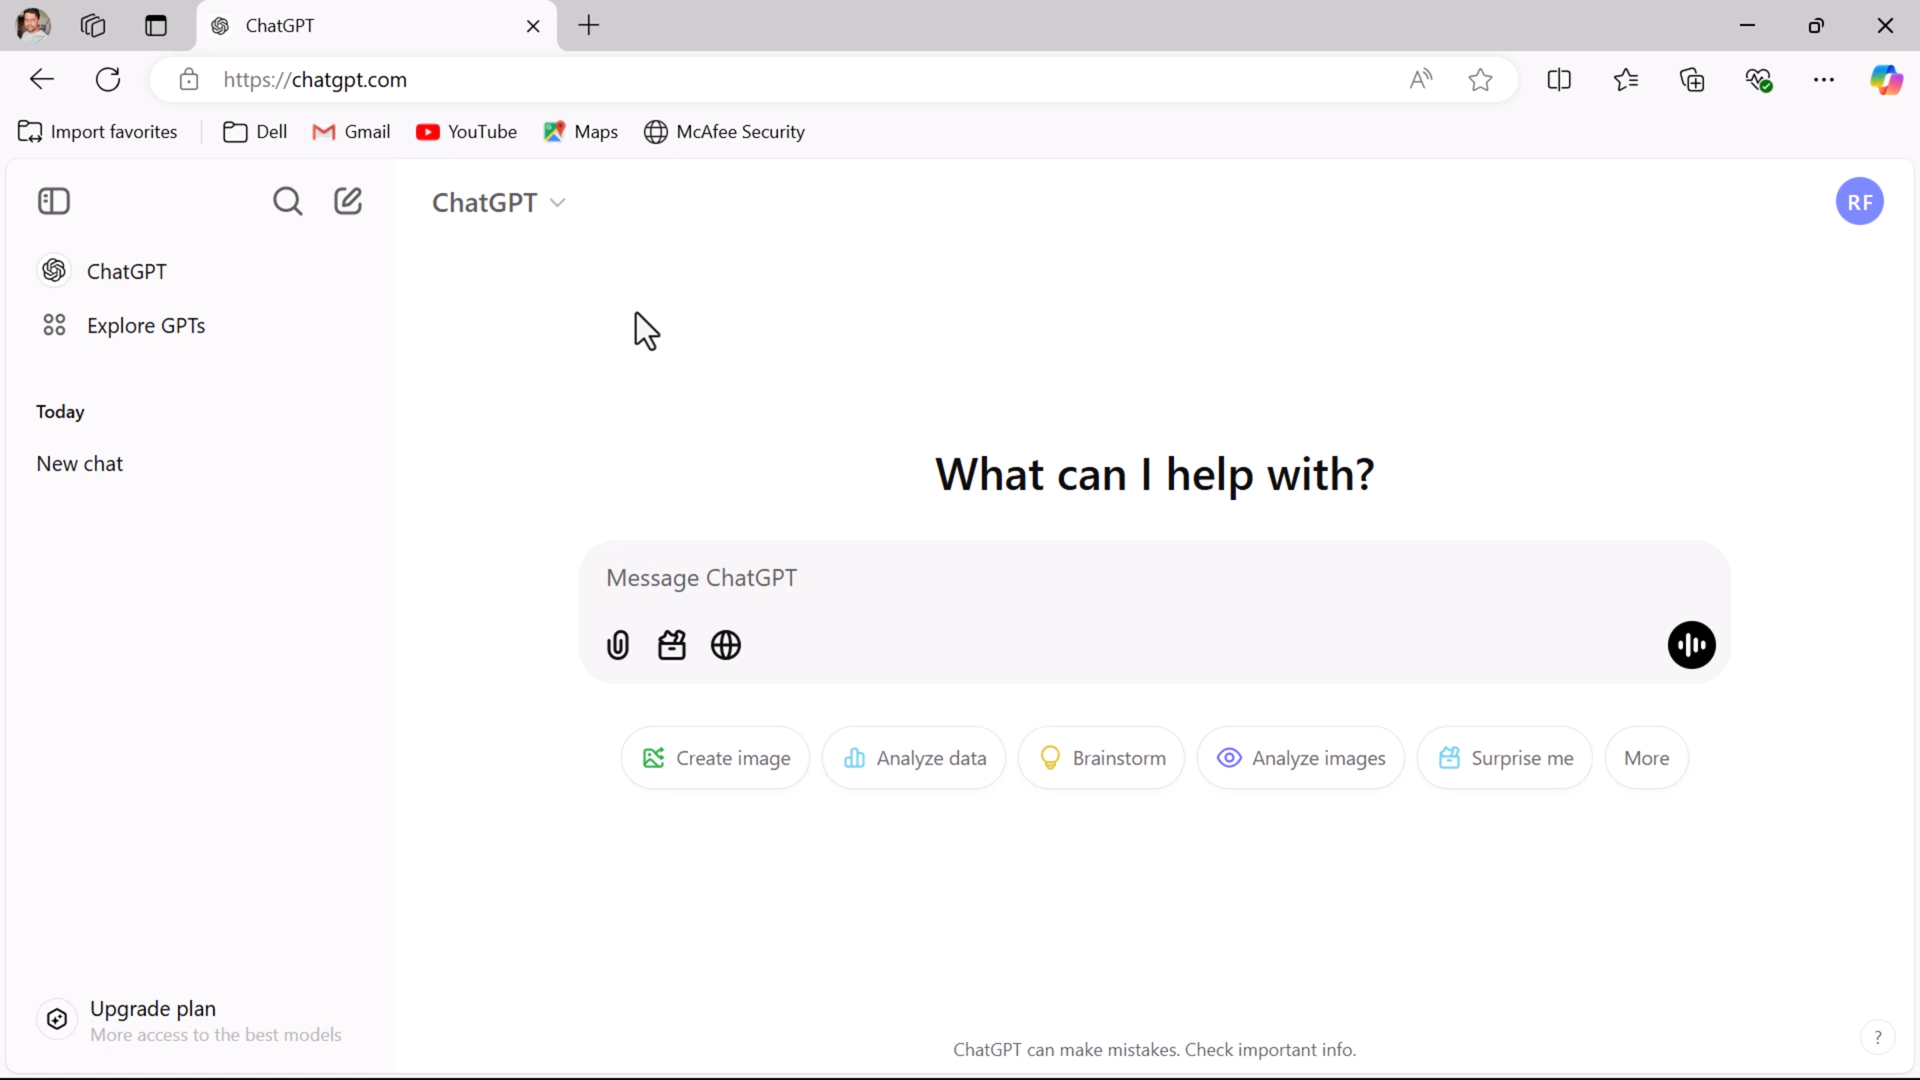 ChatGPT
https://chatgpt.com
Import favorites
Dell
Gmail
YouTube
Maps
McAfee Security
ChatGPT
RF
ChatGPT
Explore GPTs
Today
New chat
What can I help with?
Message ChatGPT
Create image
Analyze data
Brainstorm
Analyze images
Surprise me
More
Upgrade plan
More access to the best models
ChatGPT can make mistakes. Check important info.
?